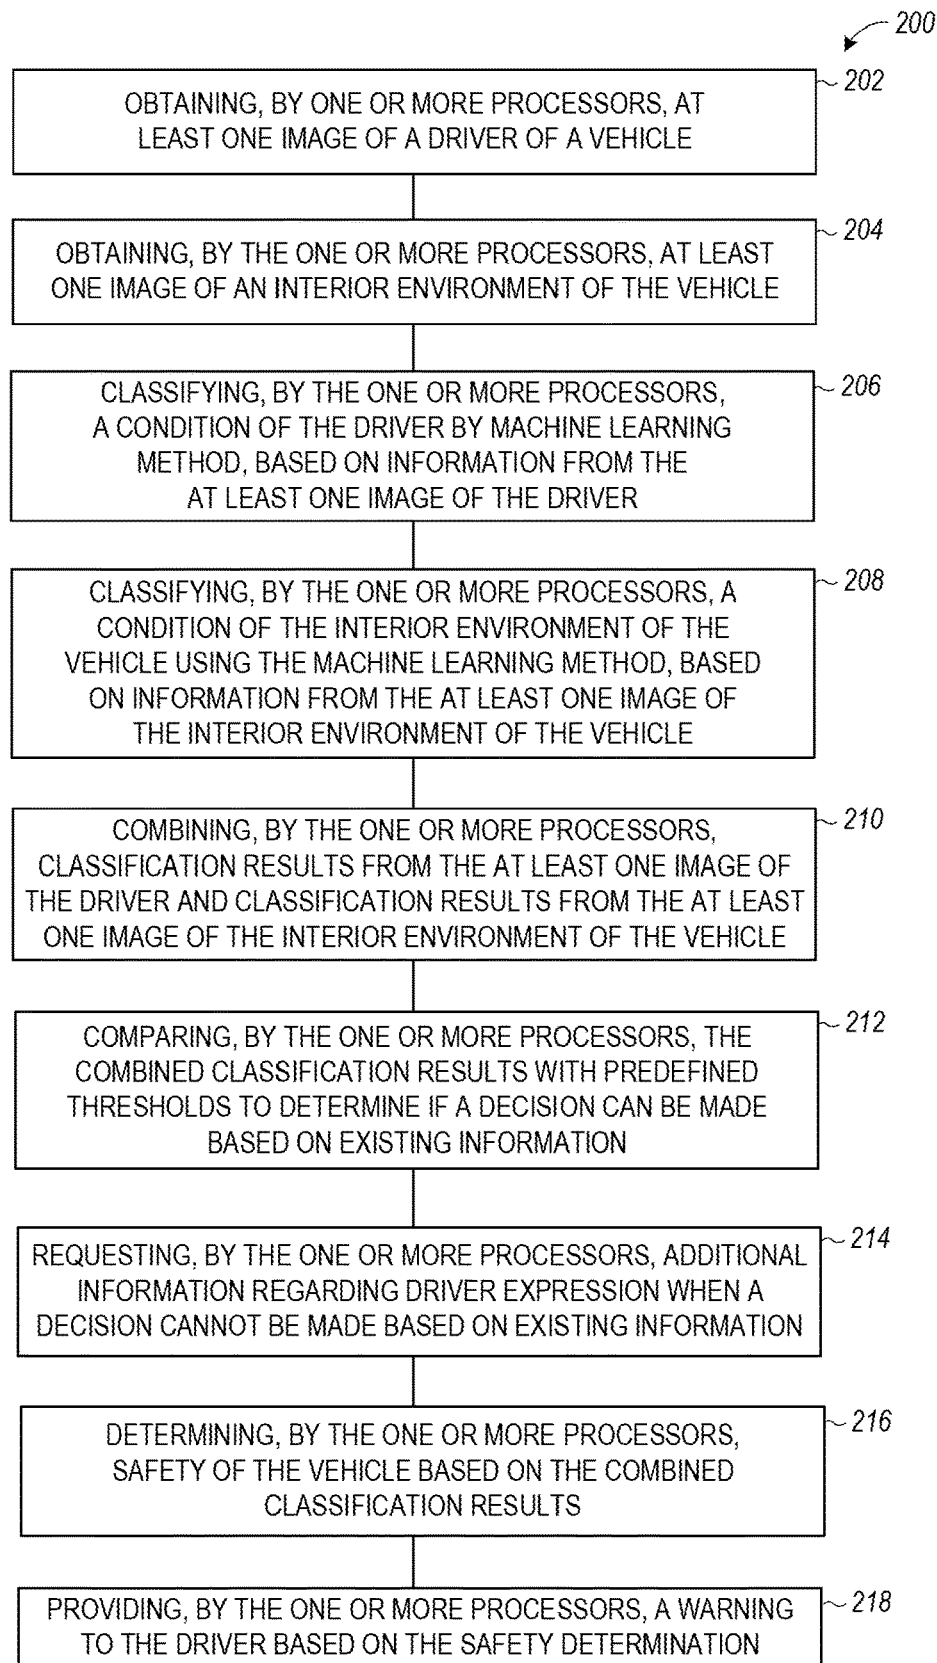 200
202
OBTAINING, BY ONE OR MORE PROCESSORS, AT
LEAST ONE IMAGE OF A DRIVER OF A VEHICLE
204
OBTAINING, BY THE ONE OR MORE PROCESSORS, AT LEAST
ONE IMAGE OF AN INTERIOR ENVIRONMENT OF THE VEHICLE
206
CLASSIFYING, BY THE ONE OR MORE PROCESSORS,
A CONDITION OF THE DRIVER BY MACHINE LEARNING
METHOD, BASED ON INFORMATION FROM THE
AT LEAST ONE IMAGE OF THE DRIVER
208
CLASSIFYING, BY THE ONE OR MORE PROCESSORS, A
CONDITION OF THE INTERIOR ENVIRONMENT OF THE
VEHICLE USING THE MACHINE LEARNING METHOD, BASED
ON INFORMATION FROM THE AT LEAST ONE IMAGE OF
THE INTERIOR ENVIRONMENT OF THE VEHICLE
210
COMBINING, BY THE ONE OR MORE PROCESSORS,
CLASSIFICATION RESULTS FROM THE AT LEAST ONE IMAGE OF
THE DRIVER AND CLASSIFICATION RESULTS FROM THE AT LEAST
ONE IMAGE OF THE INTERIOR ENVIRONMENT OF THE VEHICLE
212
COMPARING, BY THE ONE OR MORE PROCESSORS, THE
COMBINED CLASSIFICATION RESULTS WITH PREDEFINED
THRESHOLDS TO DETERMINE IF A DECISION CAN BE MADE
BASED ON EXISTING INFORMATION
214
REQUESTING, BY THE ONE OR MORE PROCESSORS, ADDITIONAL
INFORMATION REGARDING DRIVER EXPRESSION WHEN A
DECISION CANNOT BE MADE BASED ON EXISTING INFORMATION
216
DETERMINING, BY THE ONE OR MORE PROCESSORS,
SAFETY OF THE VEHICLE BASED ON THE COMBINED
CLASSIFICATION RESULTS
218
PROVIDING, BY THE ONE OR MORE PROCESSORS, A WARNING
TO THE DRIVER BASED ON THE SAFETY DETERMINATION